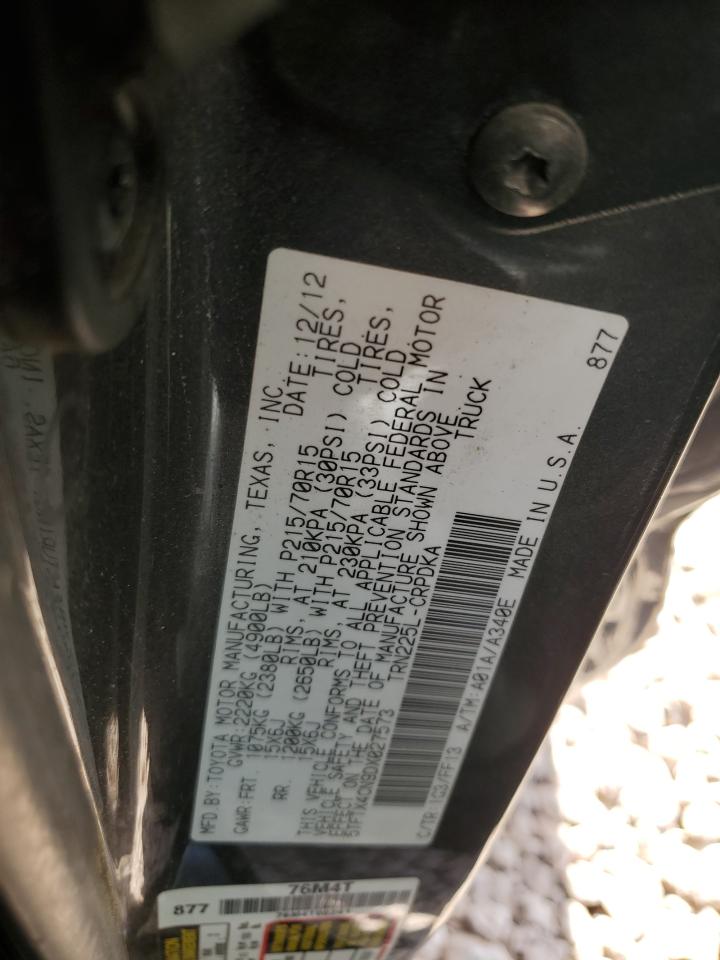 MFD.BY:TOYOTA MOTOR MANUFACTURING, TEXAS, INC.
GVWR:2220KG (4900LB) DATE:12/12
GAWR:FRT. 1075KG (2380LB) WITH P215/70R15 TIRES,
15X6J RIMS, AT 210KPA (30PSI) COLD
RR. 1200KG (2650LB) WITH P215/70R15 TIRES,
15X6J RIMS, AT 230KPA (33PSI) COLD
THIS VEHICLE CONFORMS TO ALL APPLICABLE FEDERAL MOTOR
VEHICLE SAFETY AND THEFT PREVENTION STANDARDS IN
EFFECT ON THE DATE OF MANUFACTURE SHOWN ABOVE.
5TFTX4CN9DX027573 TRN225L-CRPDKA TRUCK
C/TR:1G3/FF13 A/TM:A01A/A340E MADE IN U.S.A. 877
76M4T
877